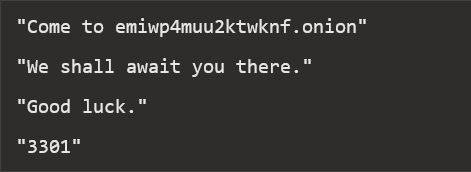 "Come to emiwp4muu2ktwknf.onion"
"We shall await you there."
"Good luck."
"3301"